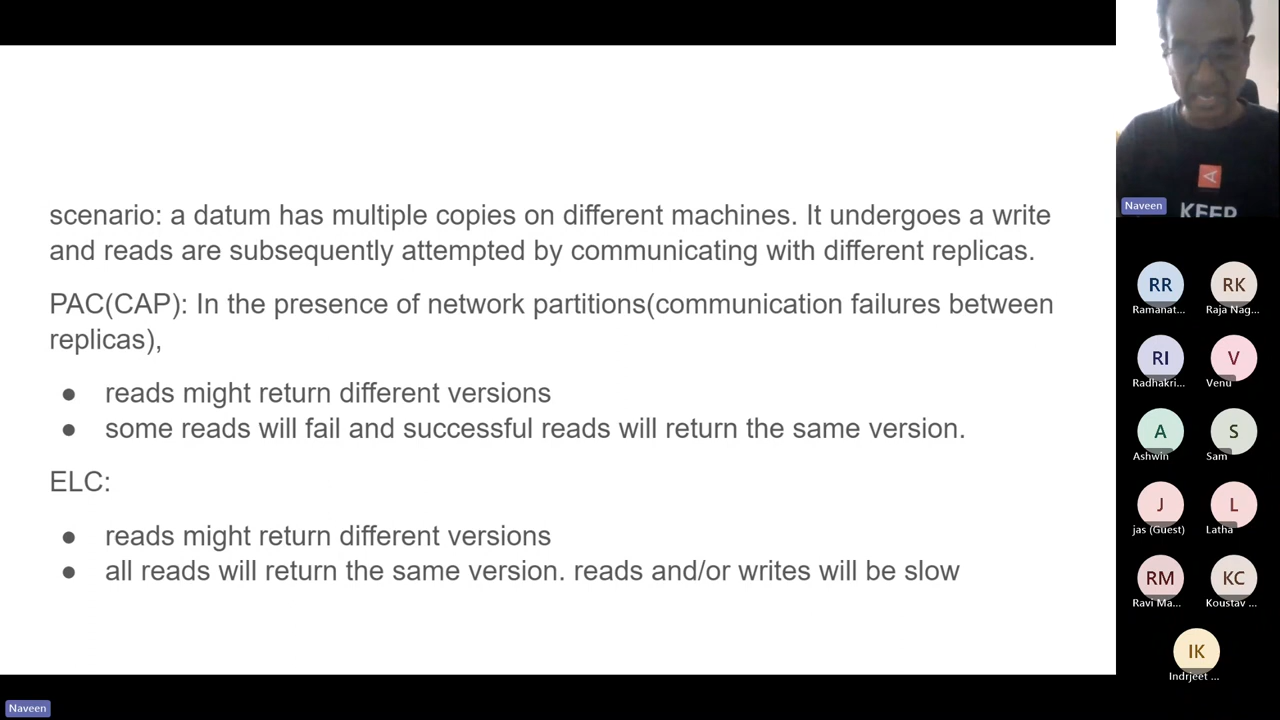 scenario: a datum has multiple copies on different machines. It undergoes a write
and reads are subsequently attempted by communicating with different replicas.
PAC(CAP): In the presence of network partitions(communication failures between
replicas),
● reads might return different versions
● some reads will fail and successful reads will return the same version.
ELC:
● reads might return different versions
● all reads will return the same version. reads and/or writes will be slow
Naveen
KEEP
RR
RK
Ramanat...
Raja Nag...
RI
V
Radhakri...
Venu
A
S
Ashwin
Sam
J
L
jas (Guest)
Latha
RM
KC
Ravi Ma...
Koustav ...
IK
Indrjeet ...
Naveen